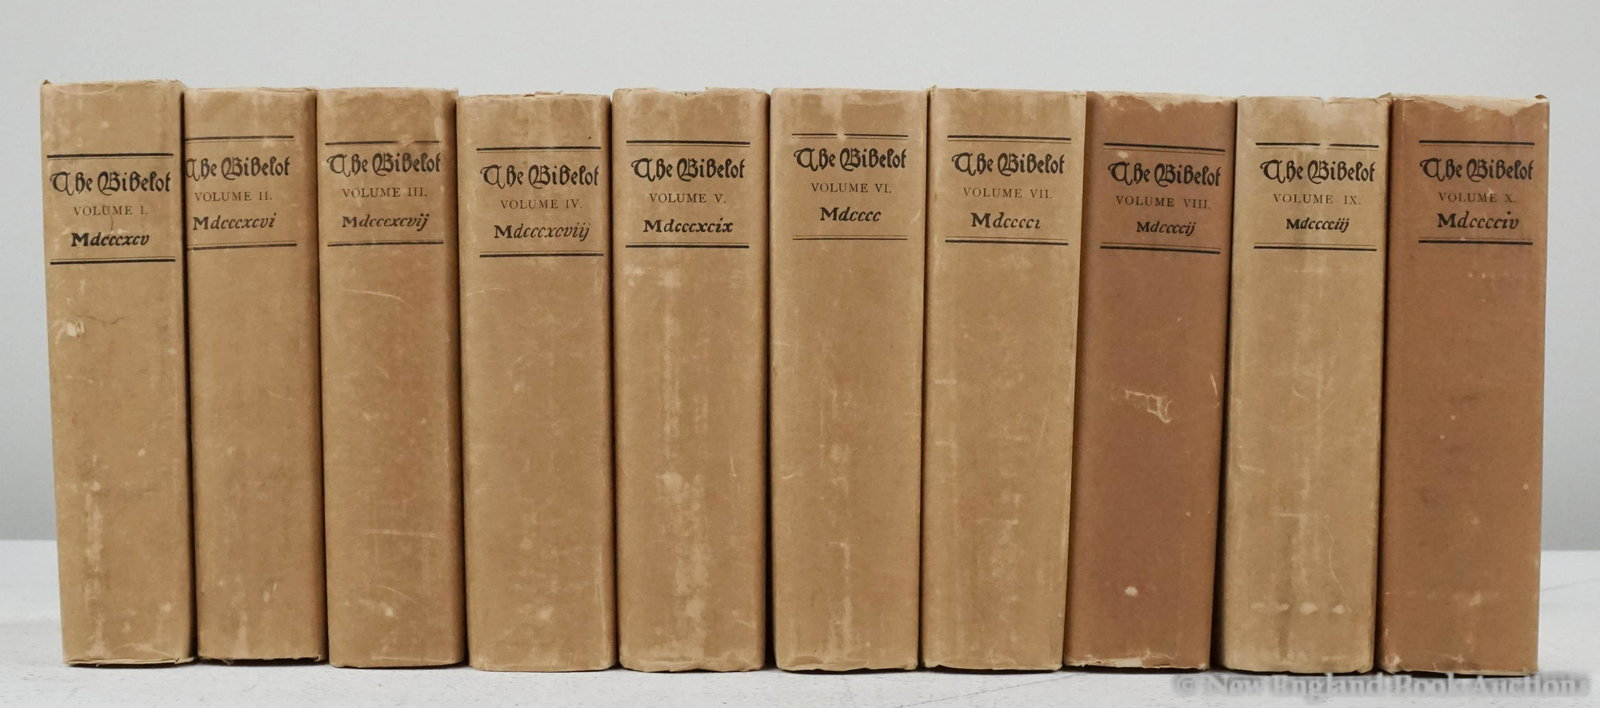 The Bibelot
VOLUME I.
Mdcccxcv
The Bibelot
VOLUME II.
Mdcccxcvi
The Bibelot
VOLUME III.
Mdcccxcvij
The Bibelot
VOLUME IV.
Mdcccxcviij
The Bibelot
VOLUME V.
Mdcccxcix
The Bibelot
VOLUME VI.
Mdcccc
The Bibelot
VOLUME VII.
Mdcccci
The Bibelot
VOLUME VIII.
Mdccccij
The Bibelot
VOLUME IX.
Mdcccciij
The Bibelot
VOLUME X.
Mdcccciv
© New England Book Auctions